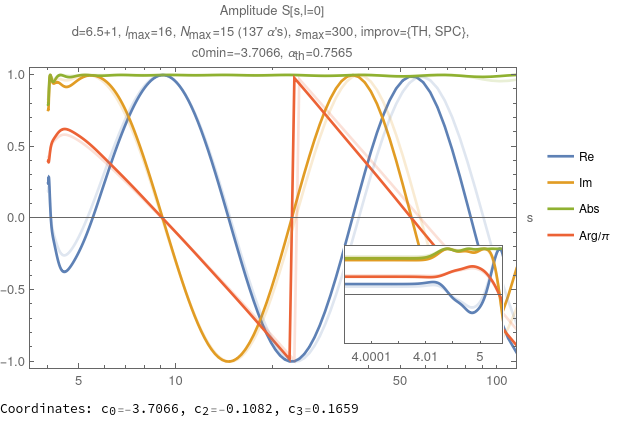 Amplitude S[s,l=0]
d=6.5+1, lmax=16, Nmax=15 (137 α's), smax=300, improv={TH, SPC},
c0min=−3.7066, αth=0.7565
1.0
0.5
0.0
−0.5
−1.0
s
Re
Im
Abs
Arg/π
4.0001 4.01 5
5 10 50 100
Coordinates: c0=−3.7066, c2=−0.1082, c3=0.1659